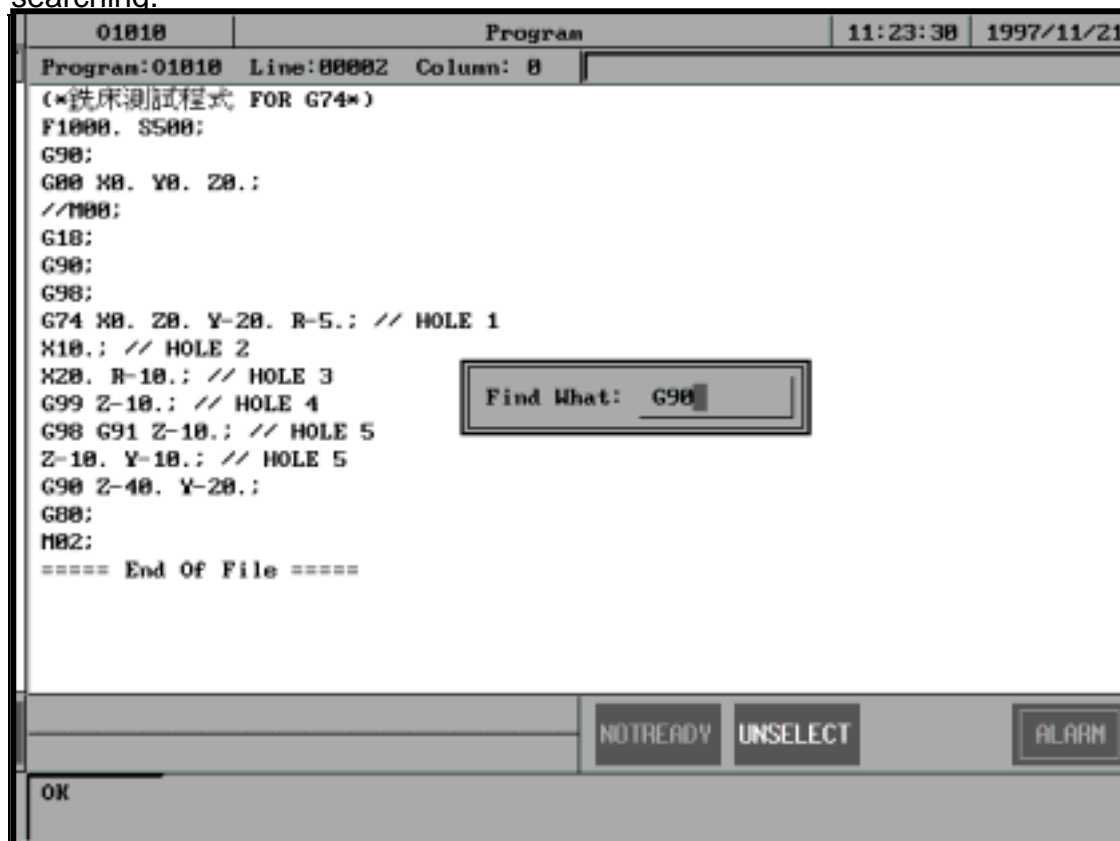 searching.
O1010 Program 11:23:30 1997/11/21
Program:O1010 Line:00002 Column: 0
(*銑床測試程式 FOR G74*)
F1000. S500;
G90;
G00 X0. Y0. Z0.;
//M00;
G18;
G90;
G98;
G74 X0. Z0. Y-20. R-5.; // HOLE 1
X10.; // HOLE 2
X20. R-10.; // HOLE 3
G99 Z-10.; // HOLE 4
G98 G91 Z-10.; // HOLE 5
Z-10. Y-10.; // HOLE 5
G90 Z-40. Y-20.;
G80;
M02;
===== End Of File =====
Find What: G90
NOTREADY UNSELECT ALARM
OK